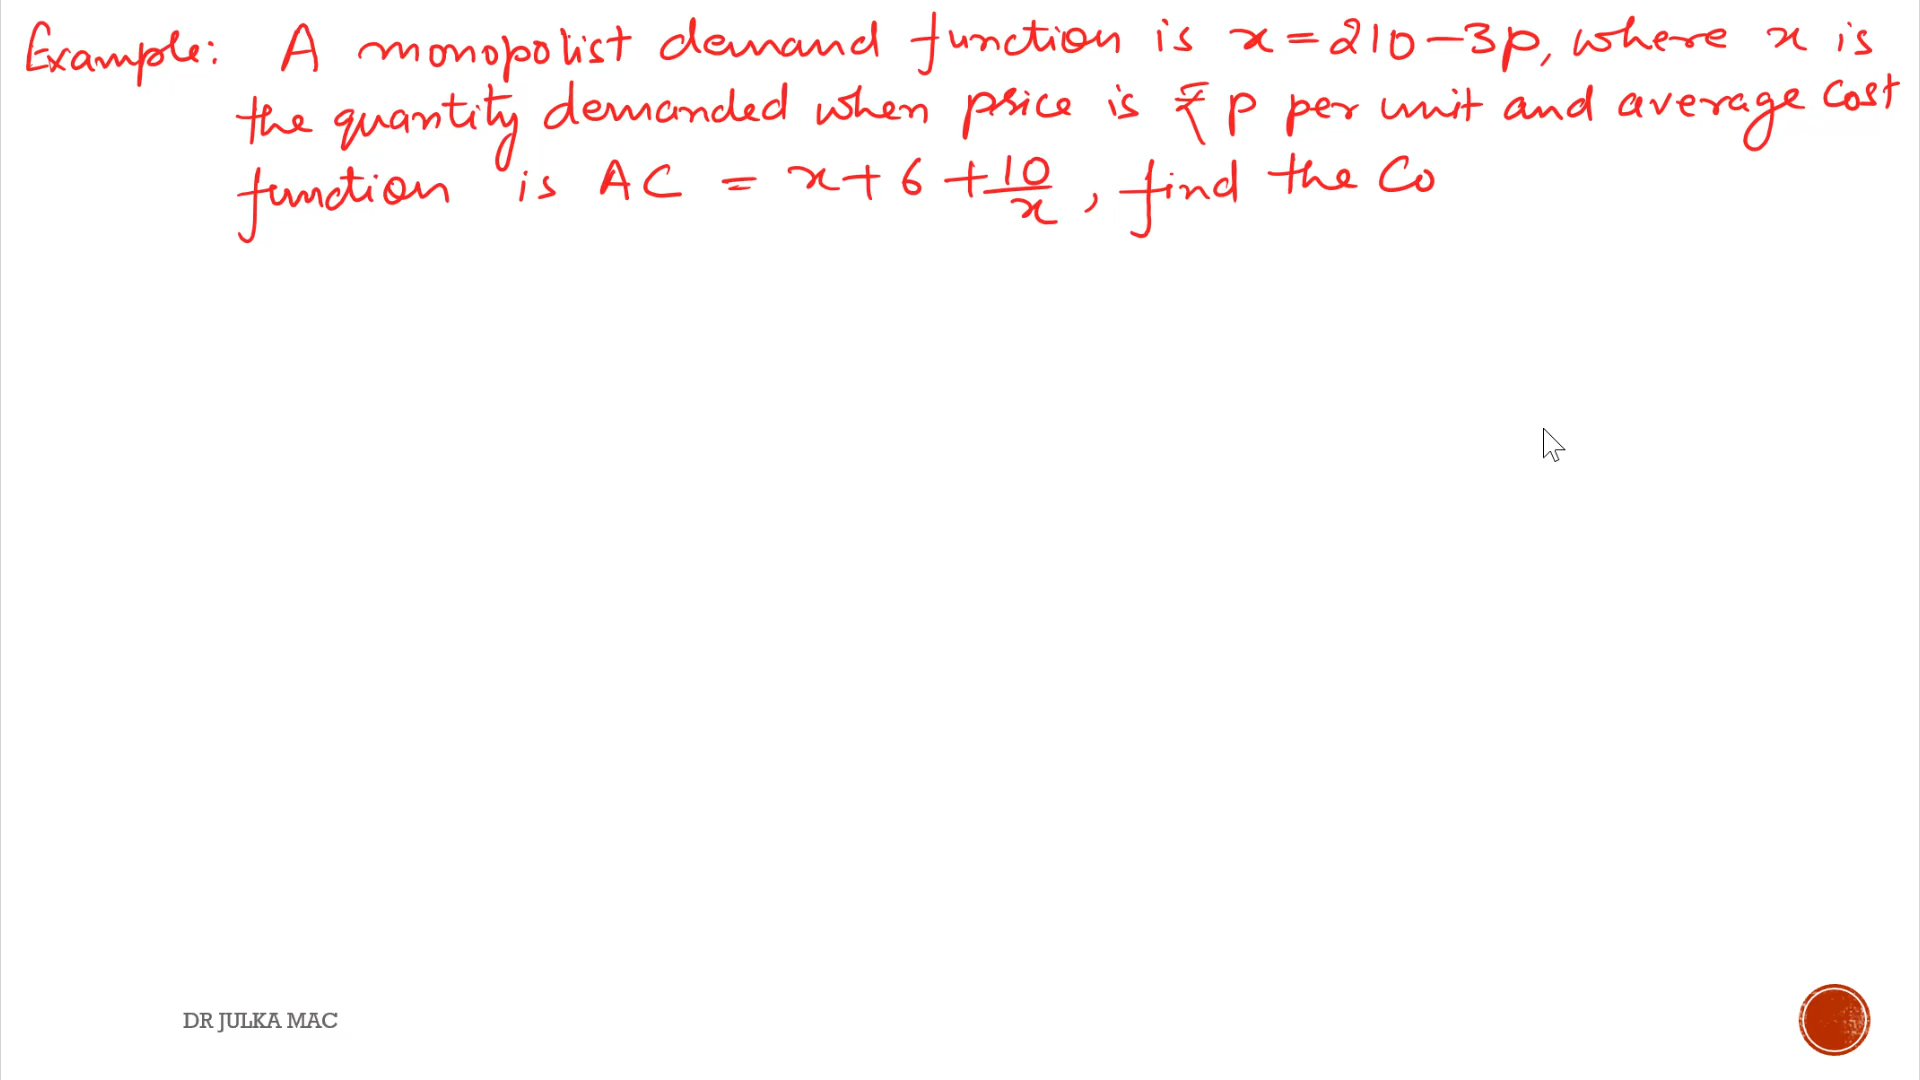 Example: A monopolist demand function is x = 210 - 3p, where x is
the quantity demanded when price is ₹ p per unit and average cost
function is AC = x + 6 + 10/x, find the Co
DR JULKA MAC